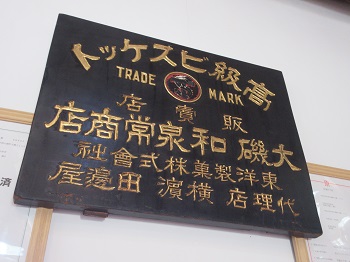 高級ビスケット
TRADE MARK
販賣店
大磯 和泉常商店
東洋製菓株式會社
代理店 横濱 田邊屋
済